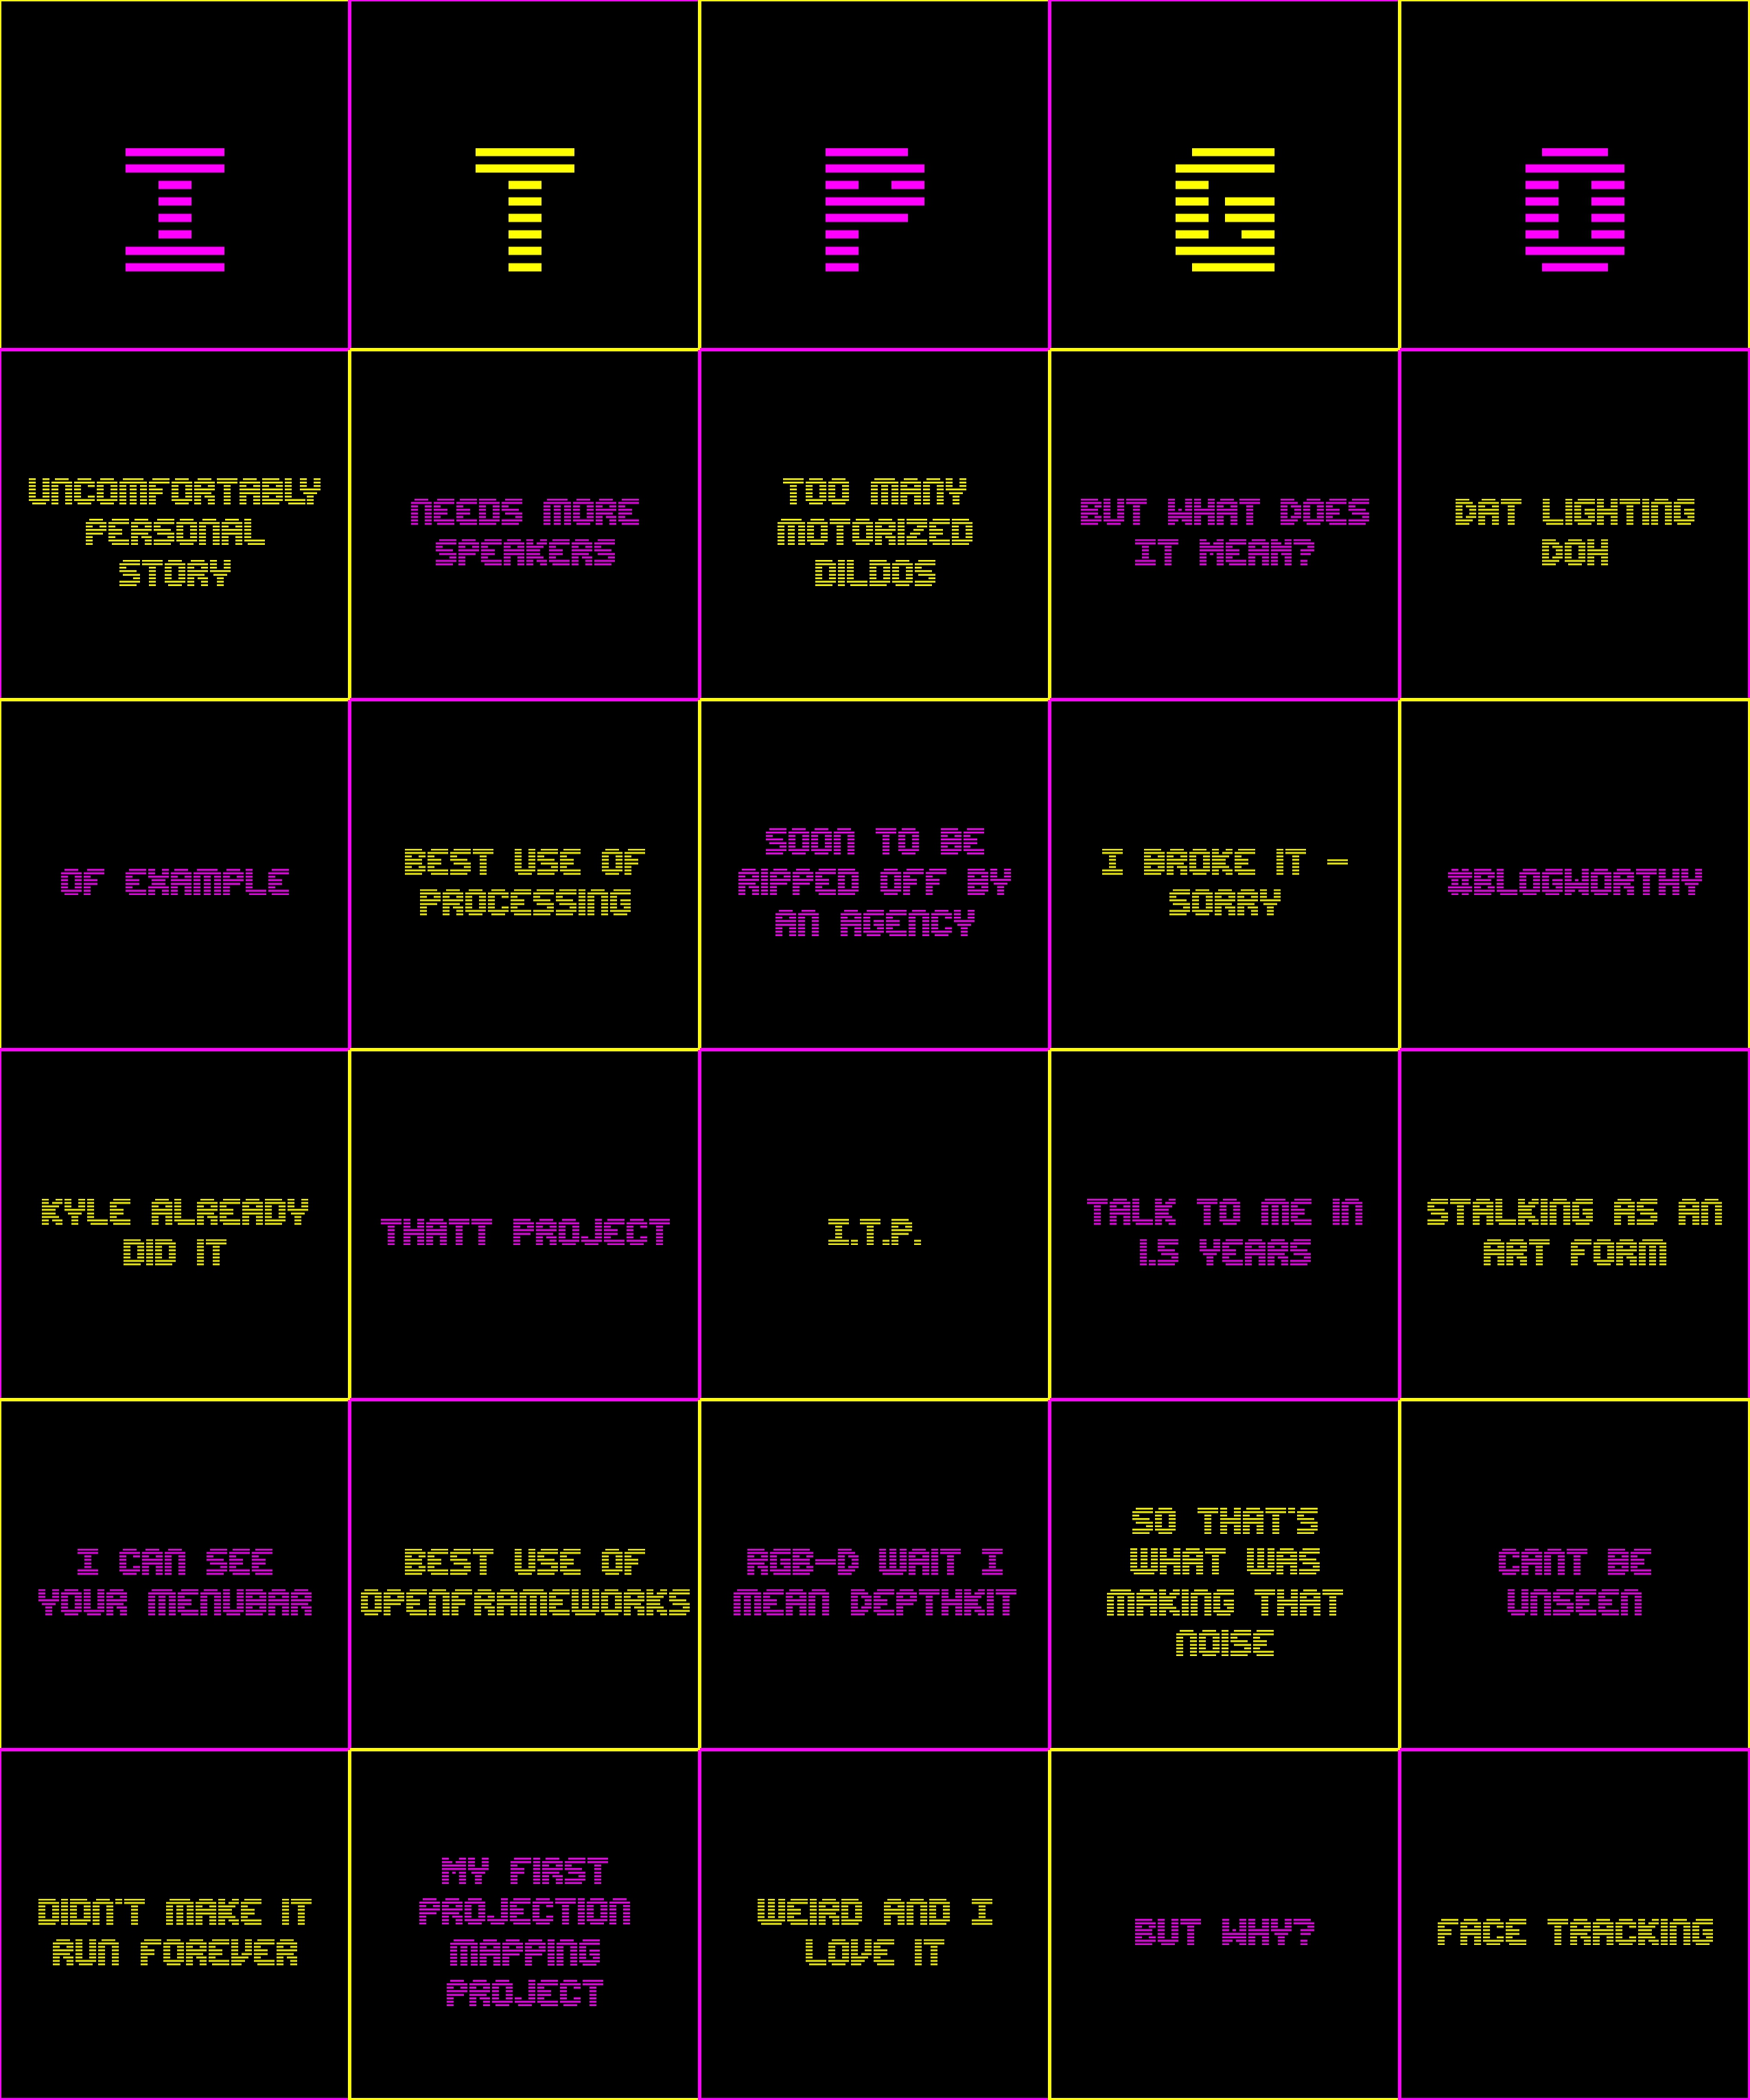 I
T
P
G
O
UNCOMFORTABLY
PERSONAL
STORY
NEEDS MORE
SPEAKERS
TOO MANY
MOTORIZED
DILDOS
BUT WHAT DOES
IT MEAN?
DAT LIGHTING
DOH
OF EXAMPLE
BEST USE OF
PROCESSING
SOON TO BE
RIPPED OFF BY
AN AGENCY
I BROKE IT -
SORRY
#BLOGWORTHY
KYLE ALREADY
DID IT
THATT PROJECT
I.T.P.
TALK TO ME IN
1.5 YEARS
STALKING AS AN
ART FORM
I CAN SEE
YOUR MENUBAR
BEST USE OF
OPENFRAMEWORKS
RGB-D WAIT I
MEAN DEPTHKIT
SO THAT'S
WHAT WAS
MAKING THAT
NOISE
CANT BE
UNSEEN
DIDN'T MAKE IT
RUN FOREVER
MY FIRST
PROJECTION
MAPPING
PROJECT
WEIRD AND I
LOVE IT
BUT WHY?
FACE TRACKING